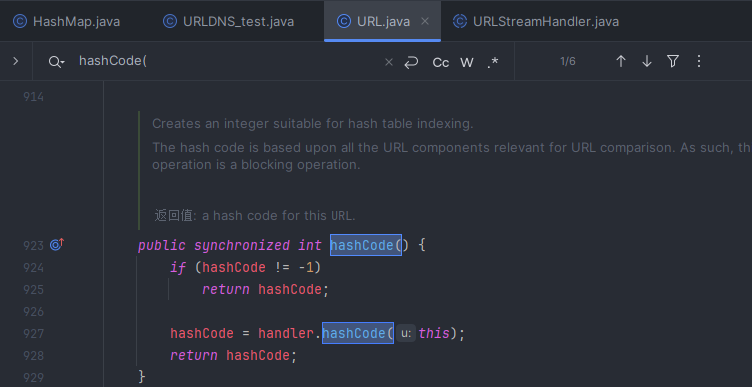 HashMap.java
URLDNS_test.java
URL.java
URLStreamHandler.java
hashCode(
Cc W .*
1/6
914
Creates an integer suitable for hash table indexing.
The hash code is based upon all the URL components relevant for URL comparison. As such, th
operation is a blocking operation.
返回值: a hash code for this URL.
923 public synchronized int hashCode() {
924 if (hashCode != -1)
925 return hashCode;
926
927 hashCode = handler.hashCode( u: this);
928 return hashCode;
929 }